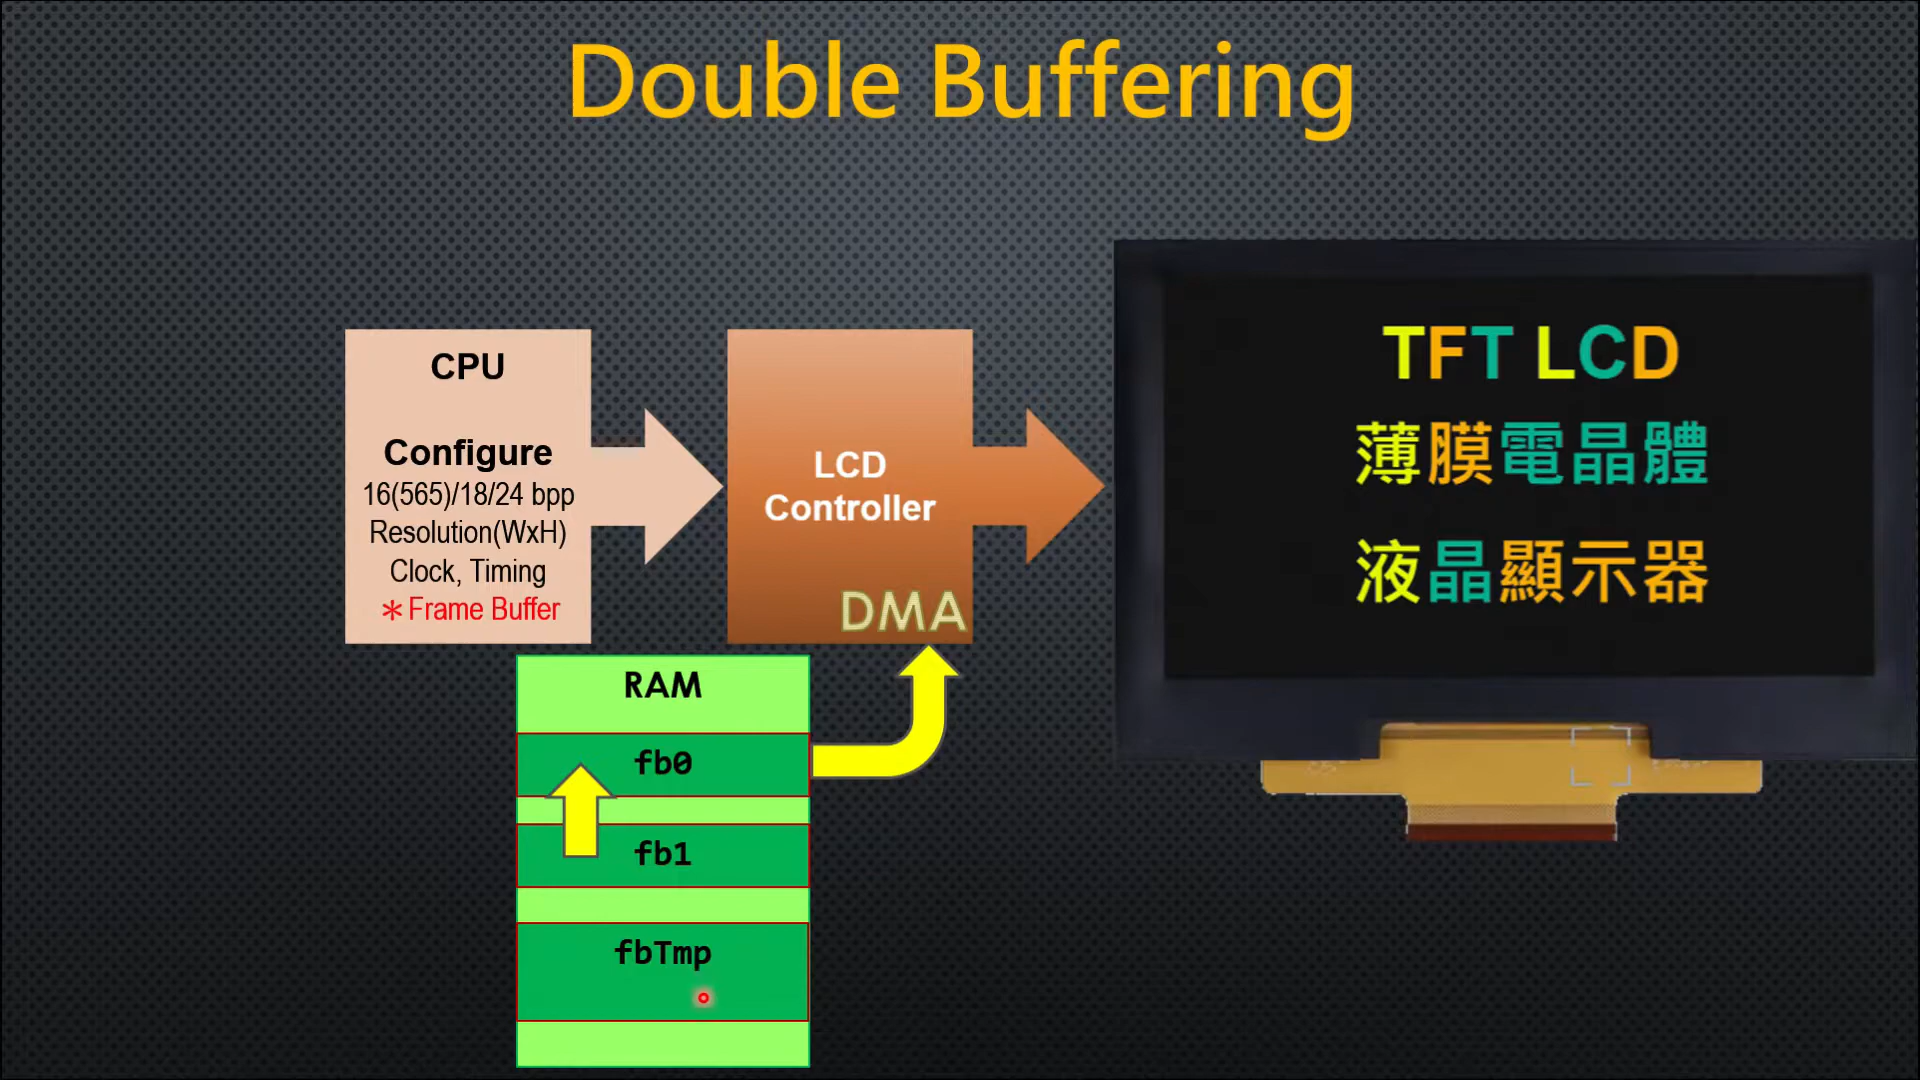 Double Buffering
CPU
Configure
16(565)/18/24 bpp
Resolution(WxH)
Clock, Timing
*Frame Buffer
LCD
Controller
DMA
RAM
fb0
fb1
fbTmp
TFT LCD
薄膜電晶體
液晶顯示器